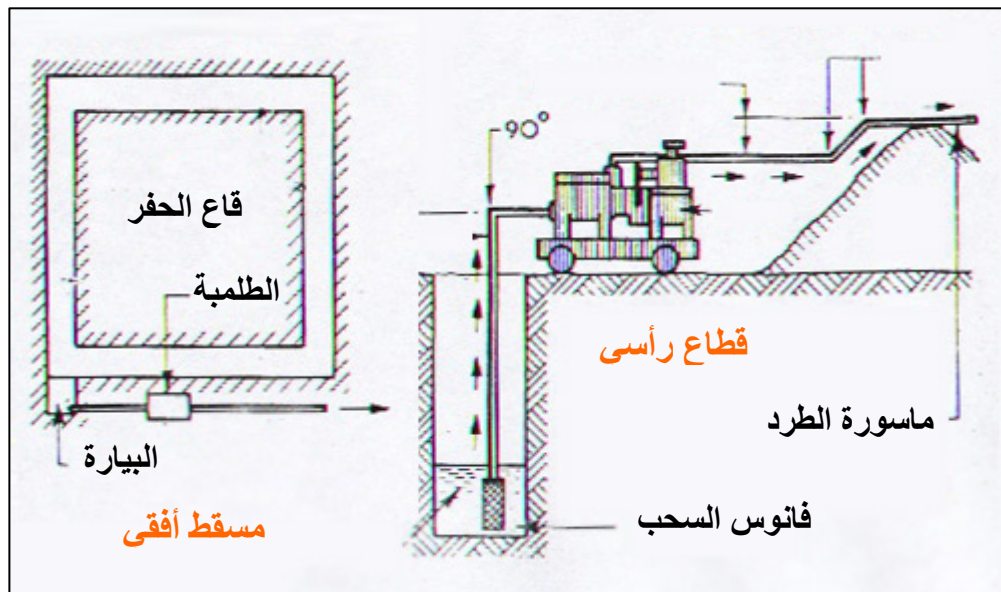 90°
قاع الحفر
الطلمبة
قطاع رأسى
ماسورة الطرد
البيارة
فانوس السحب
مسقط أفقى